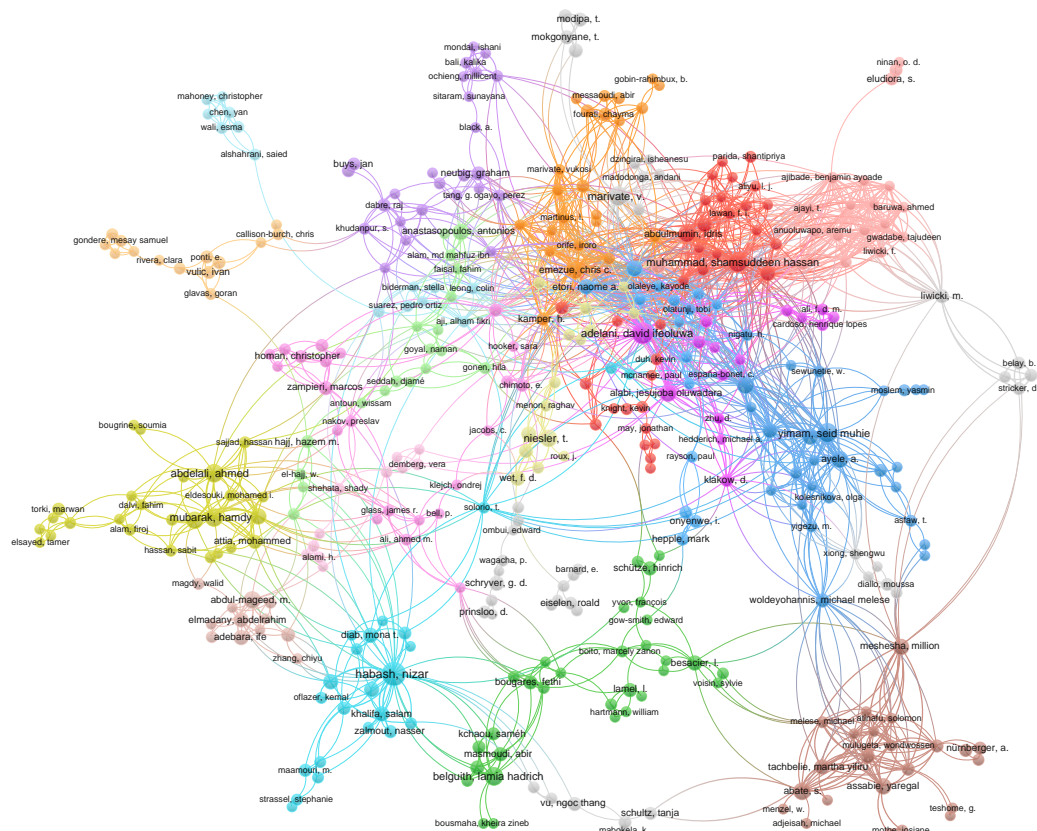 modipa, t.
mokgonyane, t.
mondal, ishani
bali, kalika
ochieng, millicent
sitaram, sunayana
black, a.
gobin-rahimbux, b.
messaoudi, abir
fourati, chayma
ninan, o. d.
eludiora, s.
mahoney, christopher
chen, yan
wali, esma
alshahrani, saied
dzingirai, isheanesu
madodonga, andani
parida, shantipriya
ajibade, benjamin ayoade
aliyu, l. j.
buys, jan
neubig, graham
tang, g.
ogayo, perez
marivate, vukosi
marivate, v.
lawan, f. i.
ajayi, t.
baruwa, ahmed
dabre, raj
khudanpur, s.
anastasopoulos, antonios
martinus, l.
abdulmumin, idris
anuoluwapo, aremu
gwadabe, tajudeen
callison-burch, chris
gondere, mesay samuel
rivera, clara
ponti, e.
vulic, ivan
glavas, goran
alam, md mahfuz ibn
faisal, fahim
orife, iroro
emezue, chris c.
muhammad, shamsuddeen hassan
liwicki, f.
biderman, stella
leong, colin
etori, naome a.
olaleye, kayode
liwicki, m.
suarez, pedro ortiz
aji, alham fikri
kamper, h.
olatunji, tobi
ali, f. d. m.
cardoso, henrique lopes
adelani, david ifeoluwa
nigatu, h.
hooker, sara
goyal, naman
homan, christopher
gonen, hila
duh, kevin
mcnamee, paul
españa-bonet, c.
sewunetie, w.
belay, b.
stricker, d
zampieri, marcos
seddah, djamé
chimoto, e.
alabi, jesujoba oluwadara
moslem, yasmin
antoun, wissam
menon, raghav
knight, kevin
nakov, preslav
zhu, d.
bougrine, soumia
sajjad, hassan
hajj, hazem m.
jacobs, c.
niesler, t.
may, jonathan
hedderich, michael a.
yimam, seid muhie
roux, j.
rayson, paul
ayele, a.
abdelali, ahmed
el-hajj, w.
shehata, shady
demberg, vera
klejch, ondrej
wet, f. d.
klakow, d.
eldesouki, mohamed i.
kolesnikova, olga
torki, marwan
dalvi, fahim
alam, firoj
mubarak, hamdy
glass, james r.
bell, p.
solorio, t.
onyenwe, i.
yigezu, m.
asfaw, t.
ombui, edward
hepple, mark
elsayed, tamer
hassan, sabit
attia, mohammed
ali, ahmed m.
alami, h.
wagacha, p.
xiong, shengwu
magdy, walid
schryver, g. d.
barnard, e.
schütze, hinrich
diallo, moussa
abdul-mageed, m.
eiselen, roald
elmadany, abdelrahim
prinsloo, d.
yvon, françois
woldeyohannis, michael melese
adebara, ife
diab, mona t.
gow-smith, edward
meshesha, million
zhang, chiyu
boito, marcely zanon
besacier, l.
habash, nizar
bougares, fethi
voisin, sylvie
oflazer, kemal
lamel, l.
khalifa, salam
hartmann, william
melese, michael
zalmout, nasser
kchaou, saméh
masmoudi, abir
mulugeta, wondwossen
nürnberger, a.
maamouri, m.
belguith, lamia hadrich
tachbelie, martha yifiru
assabie, yaregal
strassel, stephanie
abate, s.
menzel, w.
adjeisah, michael
teshome, g.
vu, ngoc thang
schultz, tanja
bousmaha, kheira zineb